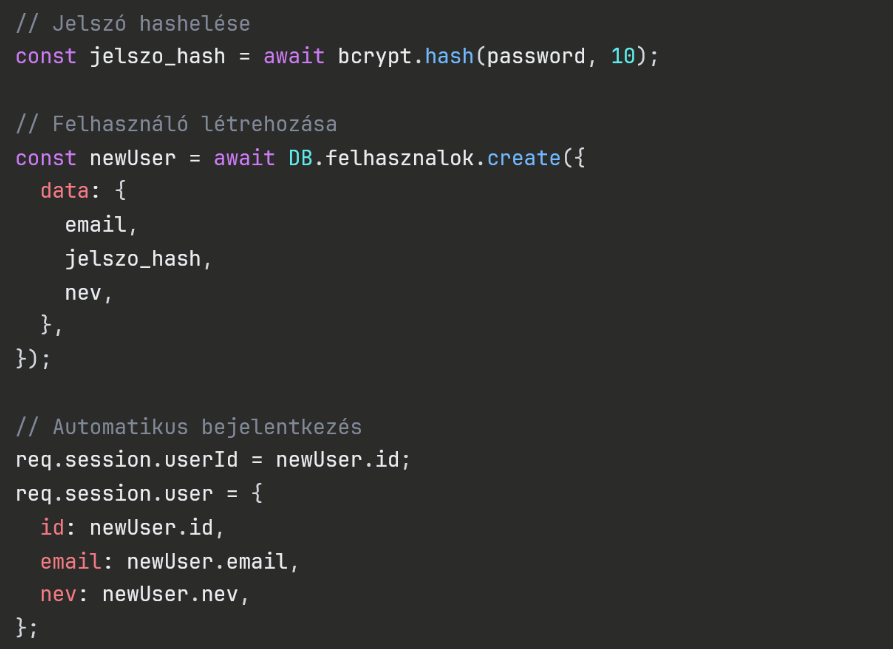 // Jelszó hashelése
const jelszo_hash = await bcrypt.hash(password, 10);
// Felhasználó létrehozása
const newUser = await DB.felhasznalok.create({
  data: {
    email,
    jelszo_hash,
    nev,
  },
});
// Automatikus bejelentkezés
req.session.userId = newUser.id;
req.session.user = {
  id: newUser.id,
  email: newUser.email,
  nev: newUser.nev,
};